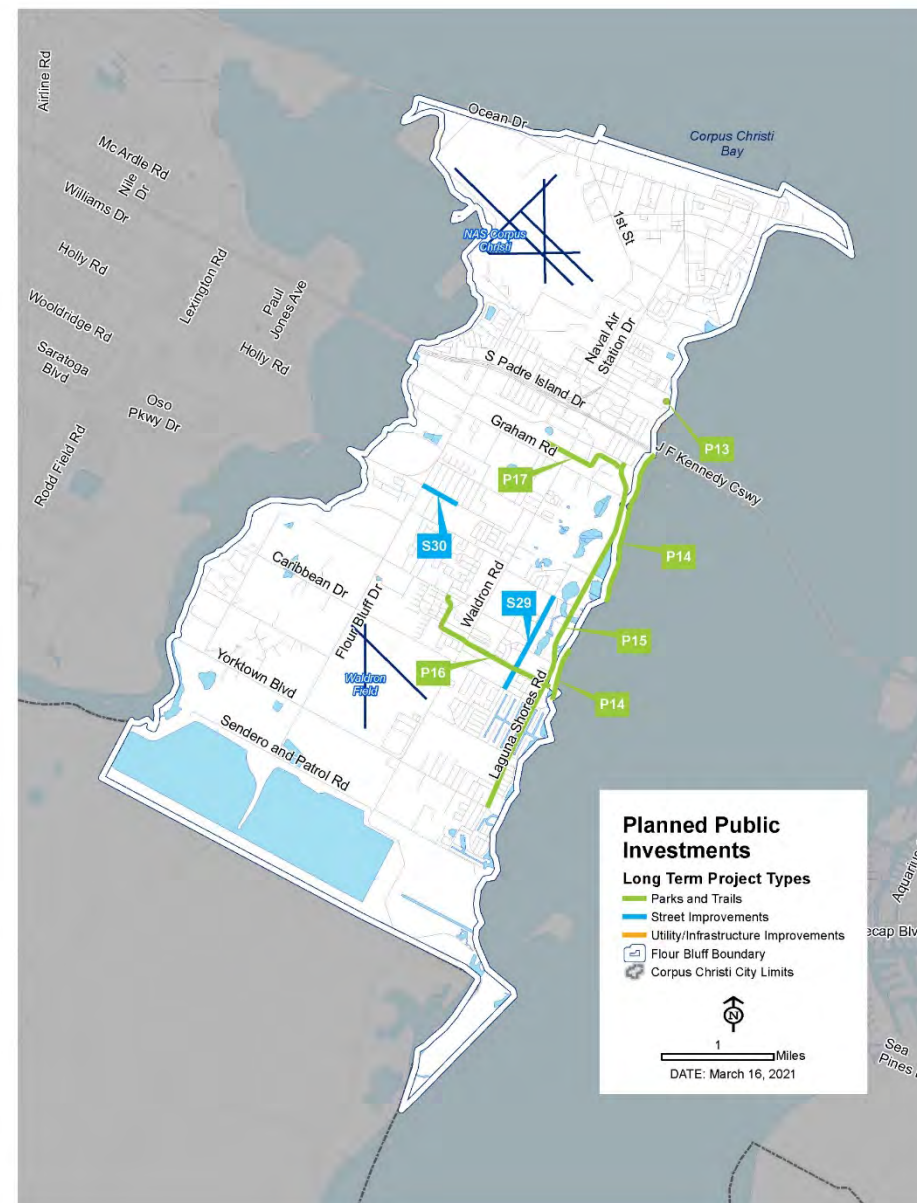 Airline Rd
Ocean Dr
Corpus Christi
Bay
Mc Ardle Rd
Nile
Dr
Williams Dr
1st St
NAS Corpus
Christi
Holly Rd
Lexington Rd
Paul
Jones Ave
Wooldridge Rd
Naval Air
Station Dr
Saratoga
Blvd
Holly Rd
S Padre Island Dr
Oso
Pkwy Dr
Graham Rd
P13
J F Kennedy Cswy
Rodd Field Rd
P17
S30
P14
Caribbean Dr
Waldron Rd
S29
Flour Bluff Dr
P15
P16
Yorktown Blvd
Waldron
Field
P14
Laguna Shores Rd
Sendero and Patrol Rd
Planned Public
Investments
Long Term Project Types
Parks and Trails
Street Improvements
Utility/Infrastructure Improvements
Flour Bluff Boundary
Corpus Christi City Limits
N
1
Miles
DATE: March 16, 2021
Aquarius
ecap Blv
Sea
Pines